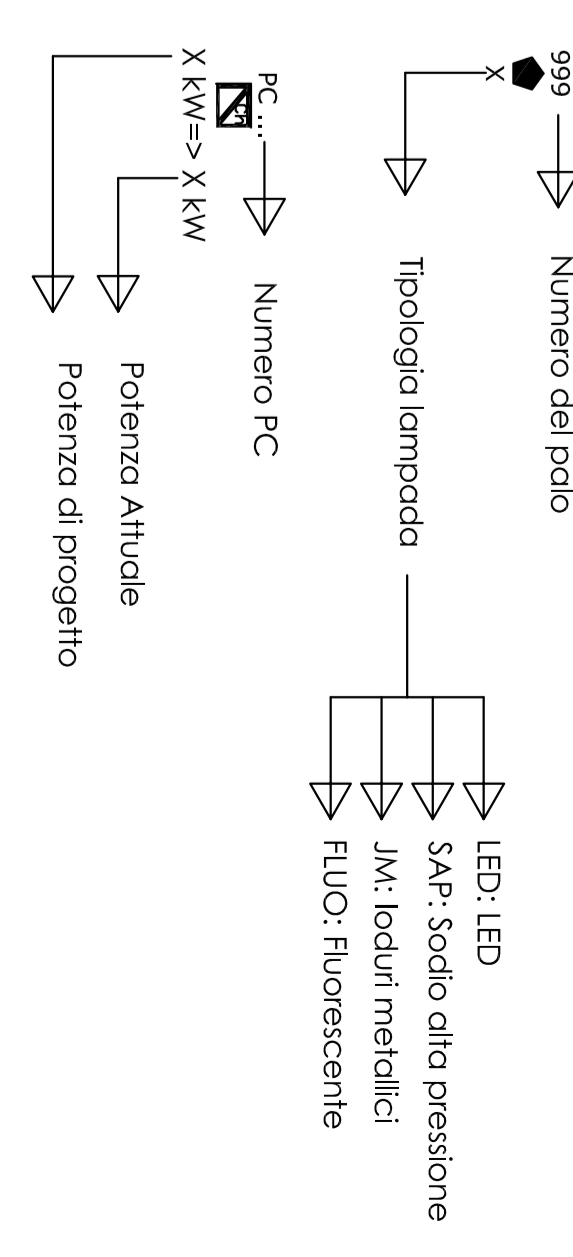 999
Numero del palo
X
Tipologia lampada
LED: LED
SAP: Sodio alta pressione
JM: Ioduri metallici
FLUO: Fluorescente
PC ...
Numero PC
ch
X kW=> X kW
Potenza Attuale
Potenza di progetto